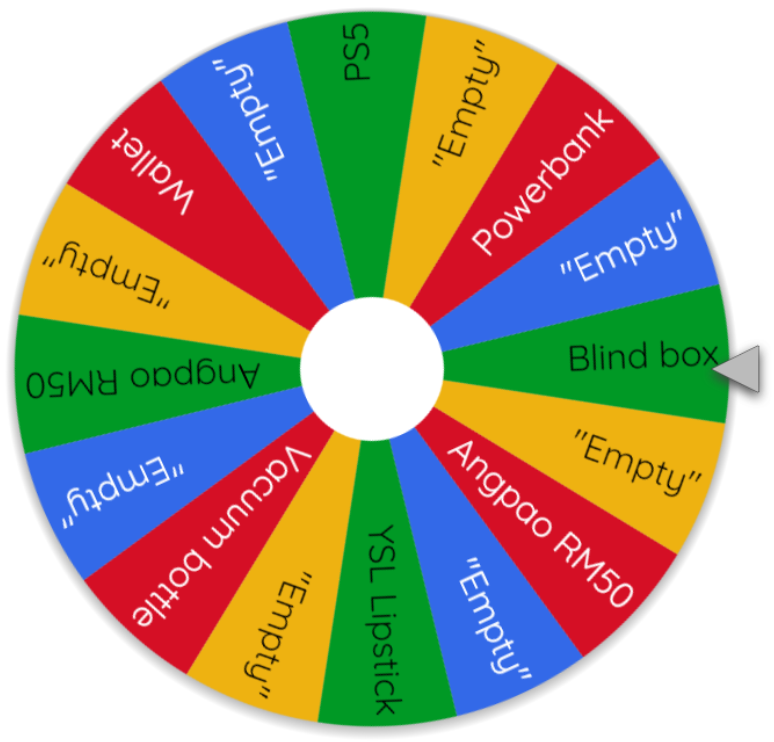 PS5
"Empty"
Powerbank
"Empty"
Blind box
"Empty"
Angpao RM50
"Empty"
YSL Lipstick
"Empty"
Vacuum bottle
"Empty"
Angpao RM50
"Empty"
Wallet
"Empty"